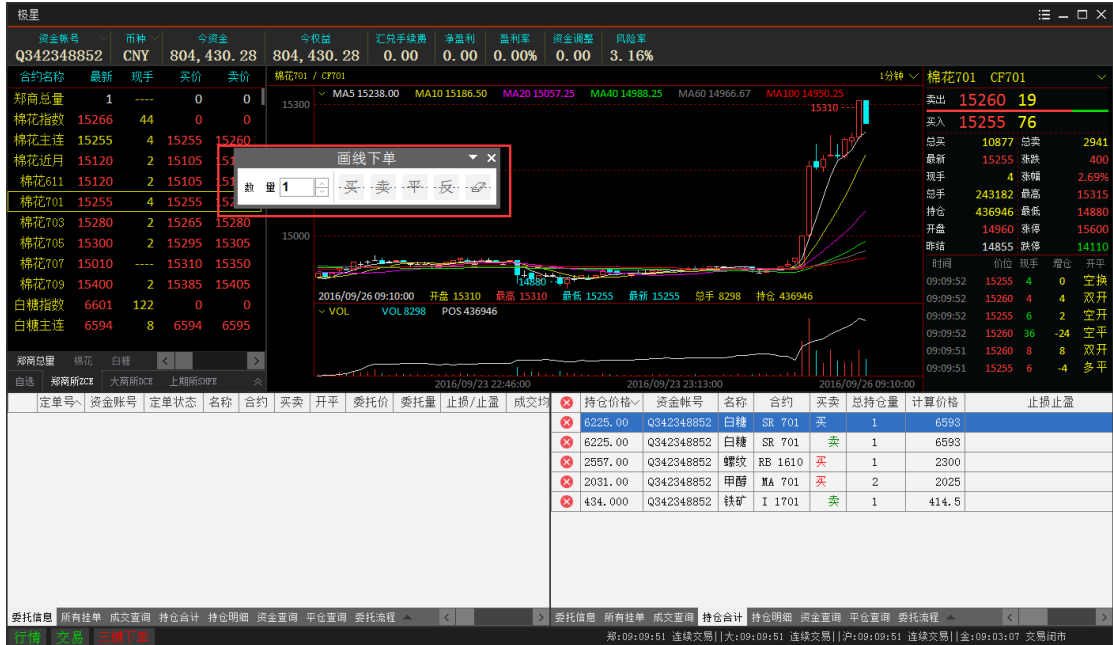 极星
资金帐号 币种 今资金 今权益 汇兑手续费 净盈利 盈利率 资金调整 风险率
Q342348852 CNY 804,430.28 804,430.28 0.00 0.00 0.00% 0.00 3.16%
合约名称 最新 现手 买价 卖价
郑商总量 1 ---- 0 0
棉花指数 15266 44 0 0
棉花主连 15255 4 15255 15260
棉花近月 15120 2 15105
棉花611 15120 2 15105
棉花701 15255 4 15255
棉花703 15280 2 15265 15280
棉花705 15300 2 15295 15305
棉花707 15010 ---- 15310 15350
棉花709 15400 2 15385 15405
白糖指数 6601 122 0 0
白糖主连 6594 8 6594 6595
郑商总量 棉花 白糖
自选 郑商所ZCE 大商所DCE 上期所SHFE
画线下单
数 量 1 买 卖 平 反
棉花701 / CF701 1分钟
MA5 15238.00 MA10 15186.50 MA20 15057.25 MA40 14988.25 MA60 14966.67 MA100 14950.25
15300
15310
15000
14880
2016/09/26 09:10:00 开盘 15310 最高 15310 最低 15255 最新 15255 总手 8298 持仓 436946
VOL VOL 8298 POS 436946
2016/09/23 22:46:00 2016/09/23 23:13:00 2016/09/26 09:10:00
棉花701 CF701
卖出 15260 19
买入 15255 76
总买 10877 总卖 2941
最新 15255 涨跌 400
现手 4 涨幅 2.69%
总手 243182 最高 15315
持仓 436946 最低 14880
开盘 14960 涨停 15600
昨结 14855 跌停 14110
时间 价位 现手 增仓 开平
09:09:52 15255 4 0 空换
09:09:52 15260 4 4 双开
09:09:52 15255 6 2 空开
09:09:52 15260 36 -24 空平
09:09:51 15260 8 8 双开
09:09:51 15255 6 -4 多平
定单号 资金账号 定单状态 名称 合约 买卖 开平 委托价 委托量 止损/止盈 成交均
持仓价格 资金帐号 名称 合约 买卖 总持仓量 计算价格 止损止盈
6225.00 Q342348852 白糖 SR 701 买 1 6593
6225.00 Q342348852 白糖 SR 701 卖 1 6593
2557.00 Q342348852 螺纹 RB 1610 买 1 2300
2031.00 Q342348852 甲醇 MA 701 买 2 2025
434.000 Q342348852 铁矿 I 1701 卖 1 414.5
委托信息 所有挂单 成交查询 持仓合计 持仓明细 资金查询 平仓查询 委托流程
委托信息 所有挂单 成交查询 持仓合计 持仓明细 资金查询 平仓查询 委托流程
行情 交易 三键下单
郑:09:09:51 连续交易||大:09:09:51 连续交易||沪:09:09:51 连续交易||金:09:03:07 交易闭市